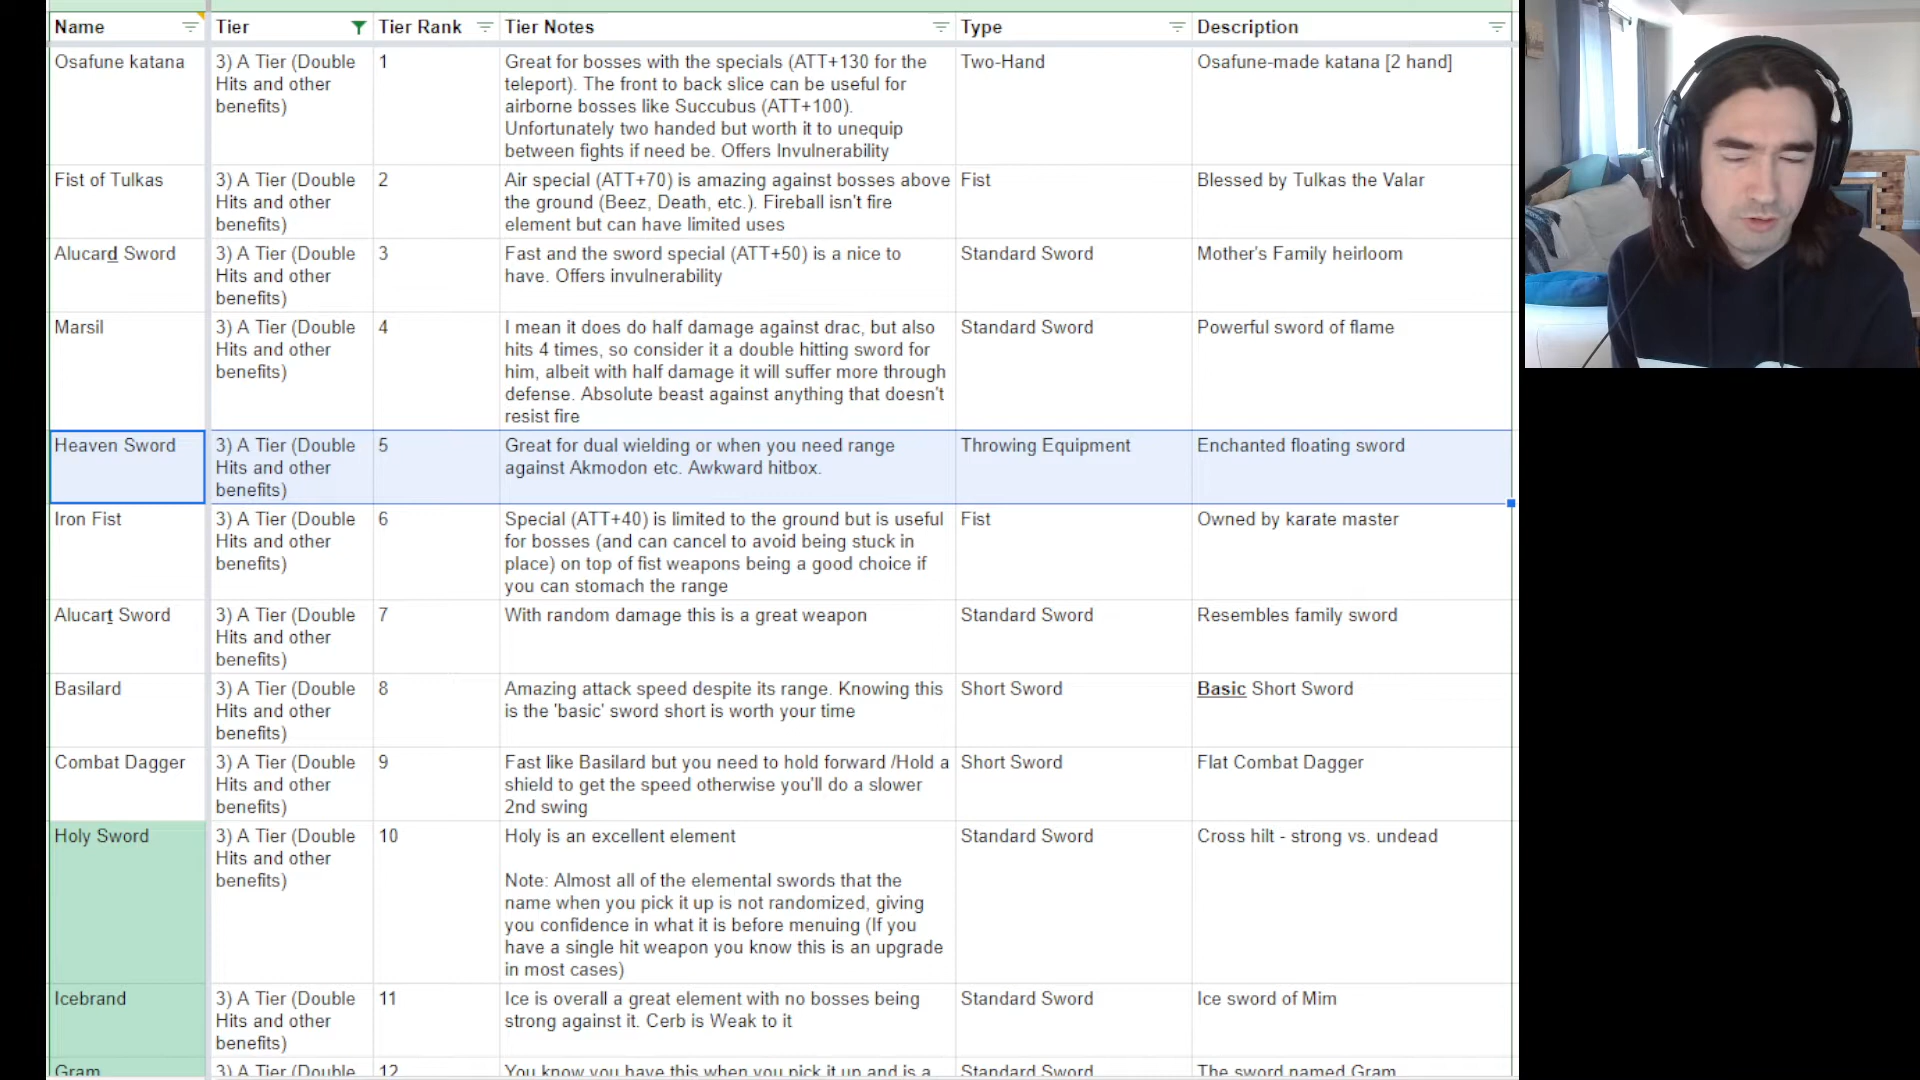 Name Tier Tier Rank Tier Notes Type Description
Osafune katana
3) A Tier (Double
Hits and other
benefits)
1
Great for bosses with the specials (ATT+130 for the
teleport). The front to back slice can be useful for
airborne bosses like Succubus (ATT+100).
Unfortunately two handed but worth it to unequip
between fights if need be. Offers Invulnerability
Two-Hand
Osafune-made katana [2 hand]
Fist of Tulkas
3) A Tier (Double
Hits and other
benefits)
2
Air special (ATT+70) is amazing against bosses above
the ground (Beez, Death, etc.). Fireball isn't fire
element but can have limited uses
Fist
Blessed by Tulkas the Valar
Alucard Sword
3) A Tier (Double
Hits and other
benefits)
3
Fast and the sword special (ATT+50) is a nice to
have. Offers invulnerability
Standard Sword
Mother's Family heirloom
Marsil
3) A Tier (Double
Hits and other
benefits)
4
I mean it does do half damage against drac, but also
hits 4 times, so consider it a double hitting sword for
him, albeit with half damage it will suffer more through
defense. Absolute beast against anything that doesn't
resist fire
Standard Sword
Powerful sword of flame
Heaven Sword
3) A Tier (Double
Hits and other
benefits)
5
Great for dual wielding or when you need range
against Akmodon etc. Awkward hitbox.
Throwing Equipment
Enchanted floating sword
Iron Fist
3) A Tier (Double
Hits and other
benefits)
6
Special (ATT+40) is limited to the ground but is useful
for bosses (and can cancel to avoid being stuck in
place) on top of fist weapons being a good choice if
you can stomach the range
Fist
Owned by karate master
Alucart Sword
3) A Tier (Double
Hits and other
benefits)
7
With random damage this is a great weapon
Standard Sword
Resembles family sword
Basilard
3) A Tier (Double
Hits and other
benefits)
8
Amazing attack speed despite its range. Knowing this
is the 'basic' sword short is worth your time
Short Sword
Basic Short Sword
Combat Dagger
3) A Tier (Double
Hits and other
benefits)
9
Fast like Basilard but you need to hold forward /Hold a
shield to get the speed otherwise you'll do a slower
2nd swing
Short Sword
Flat Combat Dagger
Holy Sword
3) A Tier (Double
Hits and other
benefits)
10
Holy is an excellent element
Note: Almost all of the elemental swords that the
name when you pick it up is not randomized, giving
you confidence in what it is before menuing (If you
have a single hit weapon you know this is an upgrade
in most cases)
Standard Sword
Cross hilt - strong vs. undead
Icebrand
3) A Tier (Double
Hits and other
benefits)
11
Ice is overall a great element with no bosses being
strong against it. Cerb is Weak to it
Standard Sword
Ice sword of Mim
Gram
3) A Tier (Double
12
You know you have this when you pick it up and is a
Standard Sword
The sword named Gram